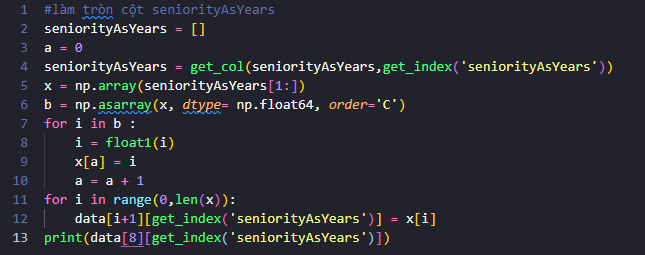 1 #làm tròn cột seniorityAsYears
2 seniorityAsYears = []
3 a = 0
4 seniorityAsYears = get_col(seniorityAsYears,get_index('seniorityAsYears'))
5 x = np.array(seniorityAsYears[1:])
6 b = np.asarray(x, dtype= np.float64, order='C')
7 for i in b :
8     i = float1(i)
9     x[a] = i
10     a = a + 1
11 for i in range(0,len(x)):
12     data[i+1][get_index('seniorityAsYears')] = x[i]
13 print(data[8][get_index('seniorityAsYears')])